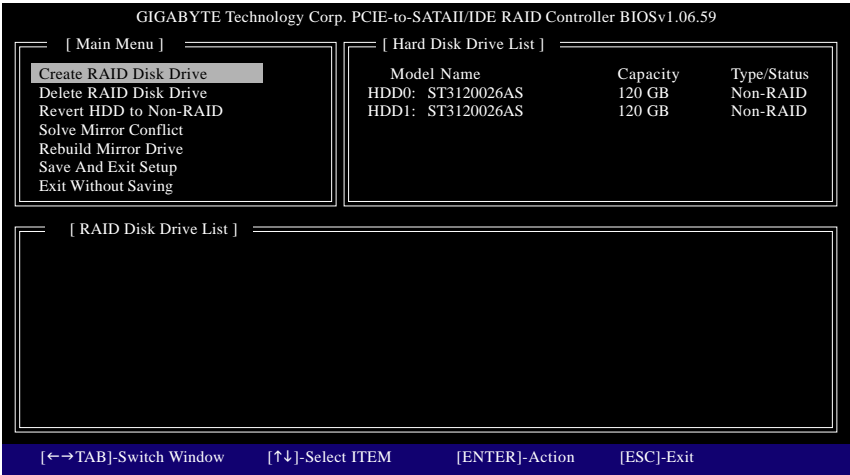 GIGABYTE Technology Corp. PCIE-to-SATAII/IDE RAID Controller BIOSv1.06.59
[ Main Menu ]
Create RAID Disk Drive
Delete RAID Disk Drive
Revert HDD to Non-RAID
Solve Mirror Conflict
Rebuild Mirror Drive
Save And Exit Setup
Exit Without Saving
[ Hard Disk Drive List ]
Model Name Capacity Type/Status
HDD0: ST3120026AS 120 GB Non-RAID
HDD1: ST3120026AS 120 GB Non-RAID
[ RAID Disk Drive List ]
[←→TAB]-Switch Window [↑↓]-Select ITEM [ENTER]-Action [ESC]-Exit